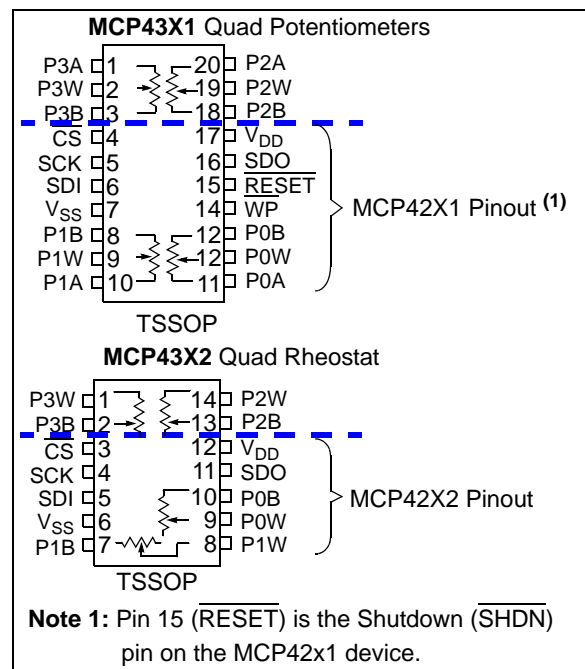 MCP43X1 Quad Potentiometers
P3A 1 20 P2A
P3W 2 19 P2W
P3B 3 18 P2B
CS 4 17 VDD
SCK 5 16 SDO
SDI 6 15 RESET
VSS 7 14 WP
P1B 8 12 P0B
P1W 9 12 P0W
P1A 10 11 P0A
MCP42X1 Pinout (1)
TSSOP
MCP43X2 Quad Rheostat
P3W 1 14 P2W
P3B 2 13 P2B
CS 3 12 VDD
SCK 4 11 SDO
SDI 5 10 P0B
VSS 6 9 P0W
P1B 7 8 P1W
MCP42X2 Pinout
TSSOP
Note 1: Pin 15 (RESET) is the Shutdown (SHDN)
pin on the MCP42x1 device.